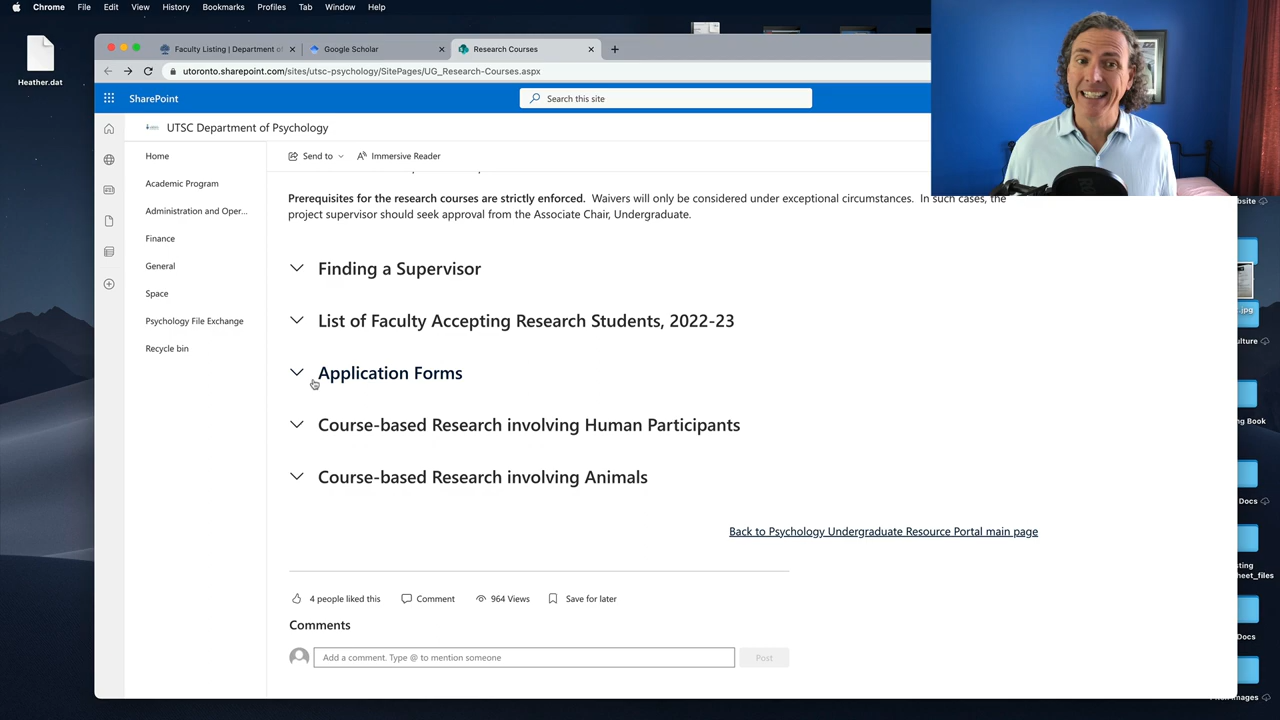 Chrome File Edit View History Bookmarks Profiles Tab Window Help
Heather.dat
Faculty Listing | Department of
Google Scholar
Research Courses
utoronto.sharepoint.com/sites/utsc-psychology/SitePages/UG_Research-Courses.aspx
SharePoint
Search this site
UTSC Department of Psychology
Home
Academic Program
Administration and Oper...
Finance
General
Space
Psychology File Exchange
Recycle bin
Send to
Immersive Reader
Prerequisites for the research courses are strictly enforced. Waivers will only be considered under exceptional circumstances. In such cases, the
project supervisor should seek approval from the Associate Chair, Undergraduate.
Finding a Supervisor
List of Faculty Accepting Research Students, 2022-23
Application Forms
Course-based Research involving Human Participants
Course-based Research involving Animals
Back to Psychology Undergraduate Resource Portal main page
4 people liked this
Comment
964 Views
Save for later
Comments
Add a comment. Type @ to mention someone
Post
jpg
Docs
Docs